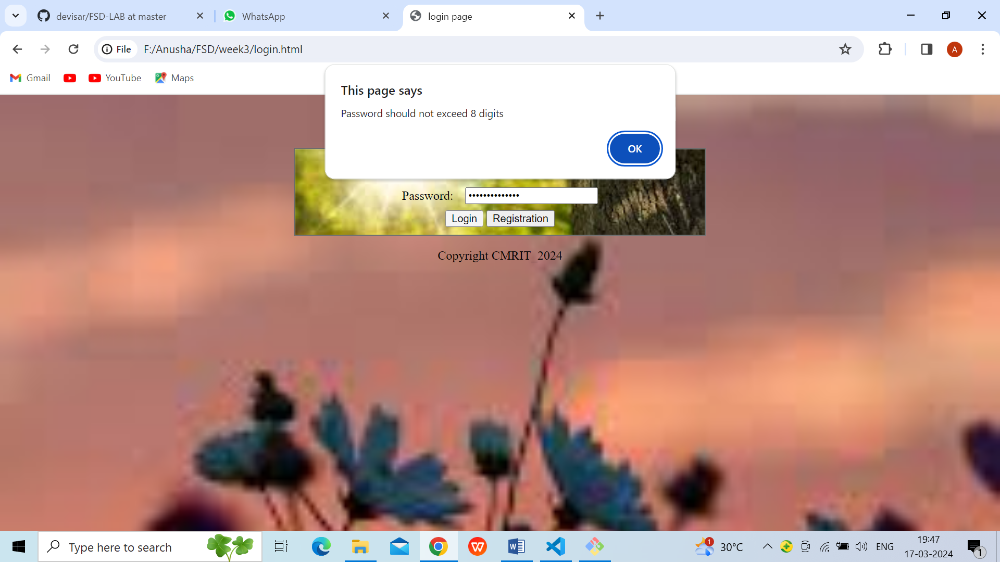 devisar/FSD-LAB at master
WhatsApp
login page
File
F:/Anusha/FSD/week3/login.html
A
Gmail
YouTube
Maps
This page says
Password should not exceed 8 digits
OK
Password: ••••••••••••••
Login
Registration
Copyright CMRIT_2024
Type here to search
1
30°C
ENG
19:47
17-03-2024
1